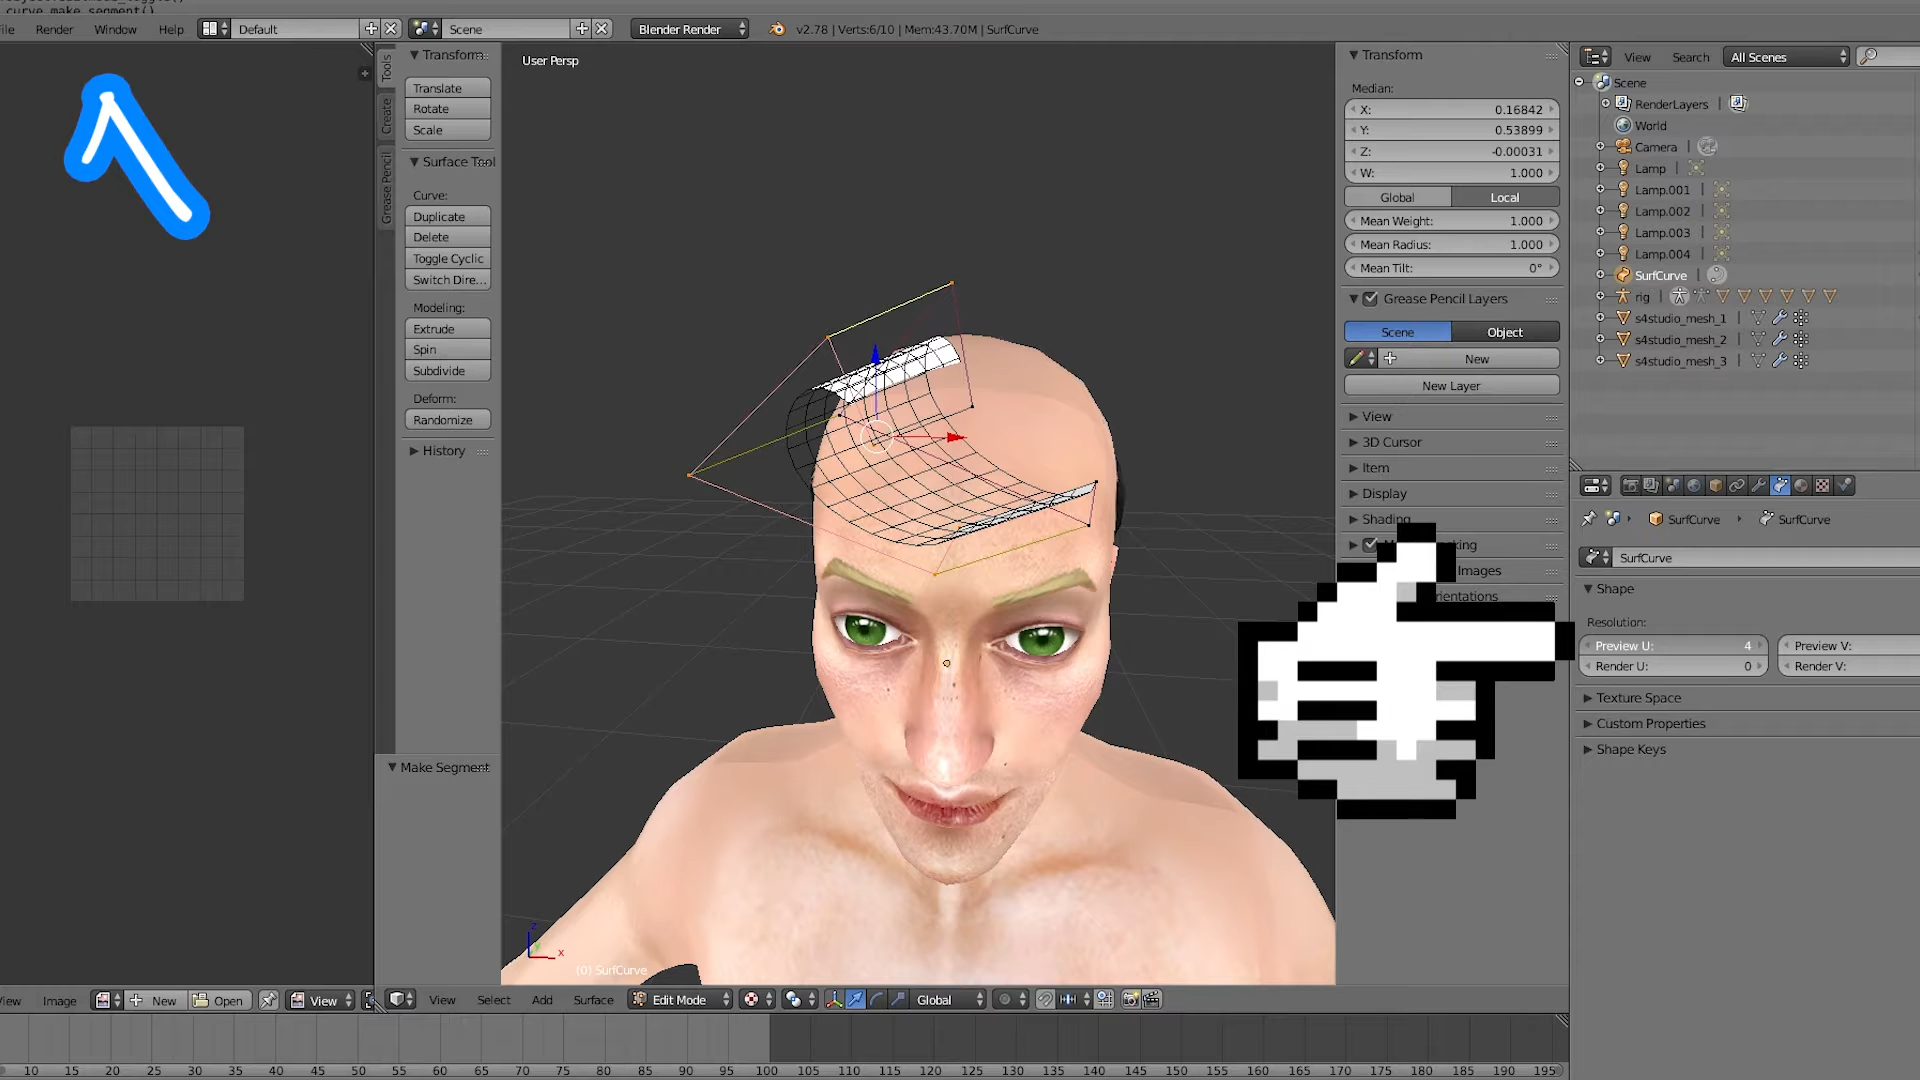 curve.make_segment()
Render
Window
Help
Default
Scene
Blender Render
v2.78 | Verts:6/10 | Mem:43.70M | SurfCurve
Tools
Create
Grease Pencil
Transform
Translate
Rotate
Scale
Surface Tool
Curve:
Duplicate
Delete
Toggle Cyclic
Switch Dire...
Modeling:
Extrude
Spin
Subdivide
Deform:
Randomize
History
Make Segment
User Persp
(0) SurfCurve
z
y
x
Transform
Median:
X: 0.16842
Y: 0.53899
Z: -0.00031
W: 1.000
Global Local
Mean Weight: 1.000
Mean Radius: 1.000
Mean Tilt: 0°
Grease Pencil Layers
Scene Object
New
New Layer
View
3D Cursor
Item
Display
Shading
Images
View Search All Scenes
Scene
RenderLayers |
World
Camera |
Lamp |
Lamp.001 |
Lamp.002 |
Lamp.003 |
Lamp.004 |
SurfCurve |
rig |
s4studio_mesh_1 |
s4studio_mesh_2 |
s4studio_mesh_3 |
SurfCurve SurfCurve
SurfCurve
Shape
Resolution:
Preview U: 4 Preview V:
Render U: 0 Render V:
Texture Space
Custom Properties
Shape Keys
Image New Open View
View Select Add Surface Edit Mode Global
10 15 20 25 30 35 40 45 50 55 60 65 70 75 80 85 90 95 100 105 110 115 120 125 130 135 140 145 150 155 160 165 170 175 180 185 190 195